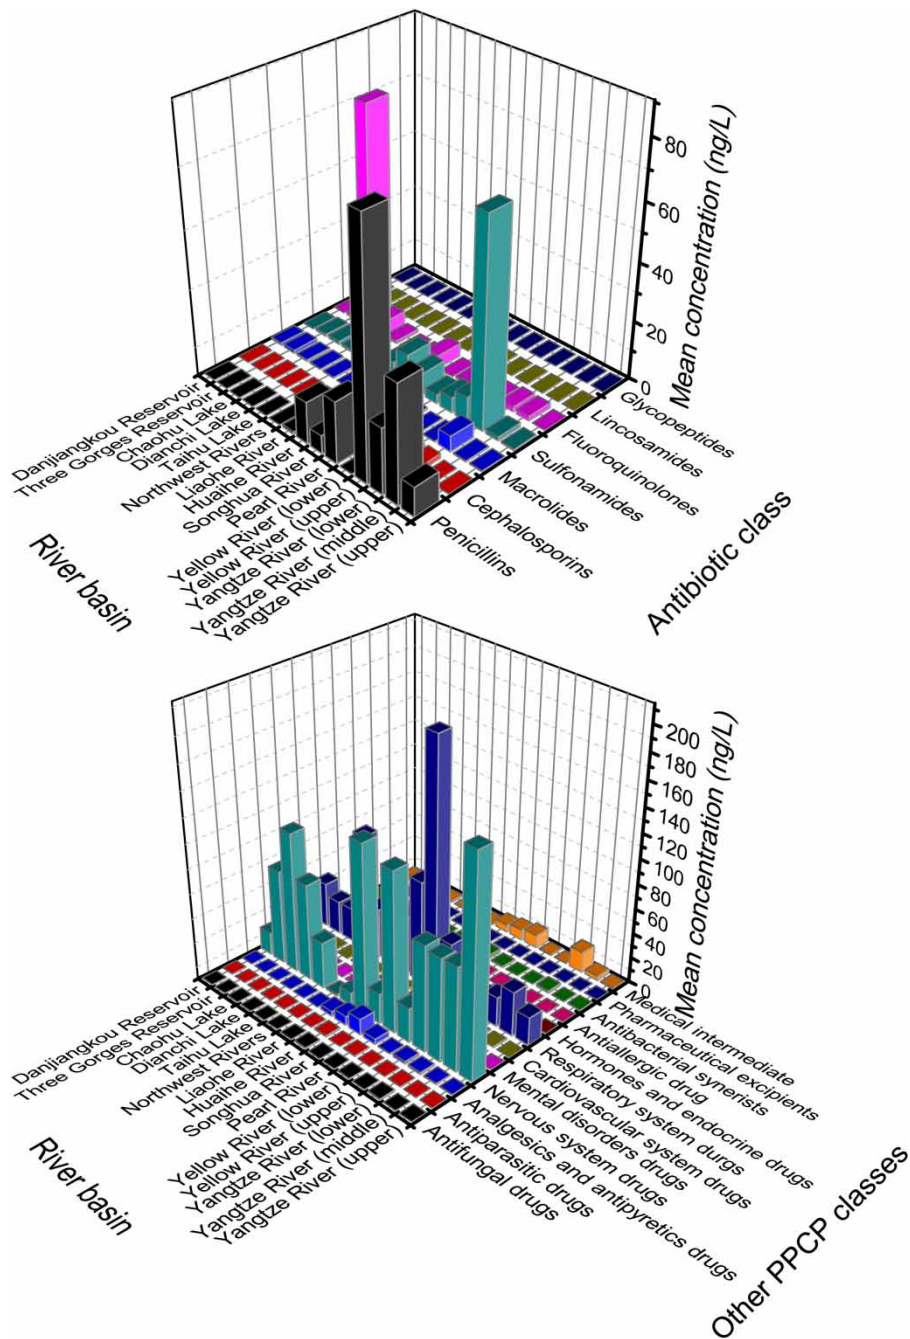 80
60
40
20
0
Mean concentration (ng/L)
Danjiangkou Reservoir
Three Gorges Reservoir
Chaohu Lake
Dianchi Lake
Taihu Lake
Northwest Rivers
Liaohe River
Huaihe River
Songhua River
Pearl River
Yellow River (lower)
Yellow River (upper)
Yangtze River (lower)
Yangtze River (middle)
Yangtze River (upper)
River basin
Glycopeptides
Lincosamides
Fluoroquinolones
Sulfonamides
Macrolides
Cephalosporins
Penicillins
Antibiotic class
200
180
160
140
120
100
80
60
40
20
0
Mean concentration (ng/L)
Danjiangkou Reservoir
Three Gorges Reservoir
Chaohu Lake
Dianchi Lake
Taihu Lake
Northwest Rivers
Liaohe River
Huaihe River
Songhua River
Pearl River
Yellow River (lower)
Yellow River (upper)
Yangtze River (lower)
Yangtze River (middle)
Yangtze River (upper)
River basin
Medical intermediate
Pharmaceutical excipients
Antibacterial synerists
Antiallergic drug
Hormones and endocrine drugs
Respiratory system durgs
Cardiovascular system drugs
Mental disorders drugs
Nervous system drugs
Analgesics and antipyretics drugs
Antiparasitic drugs
Antifungal drugs
Other PPCP classes